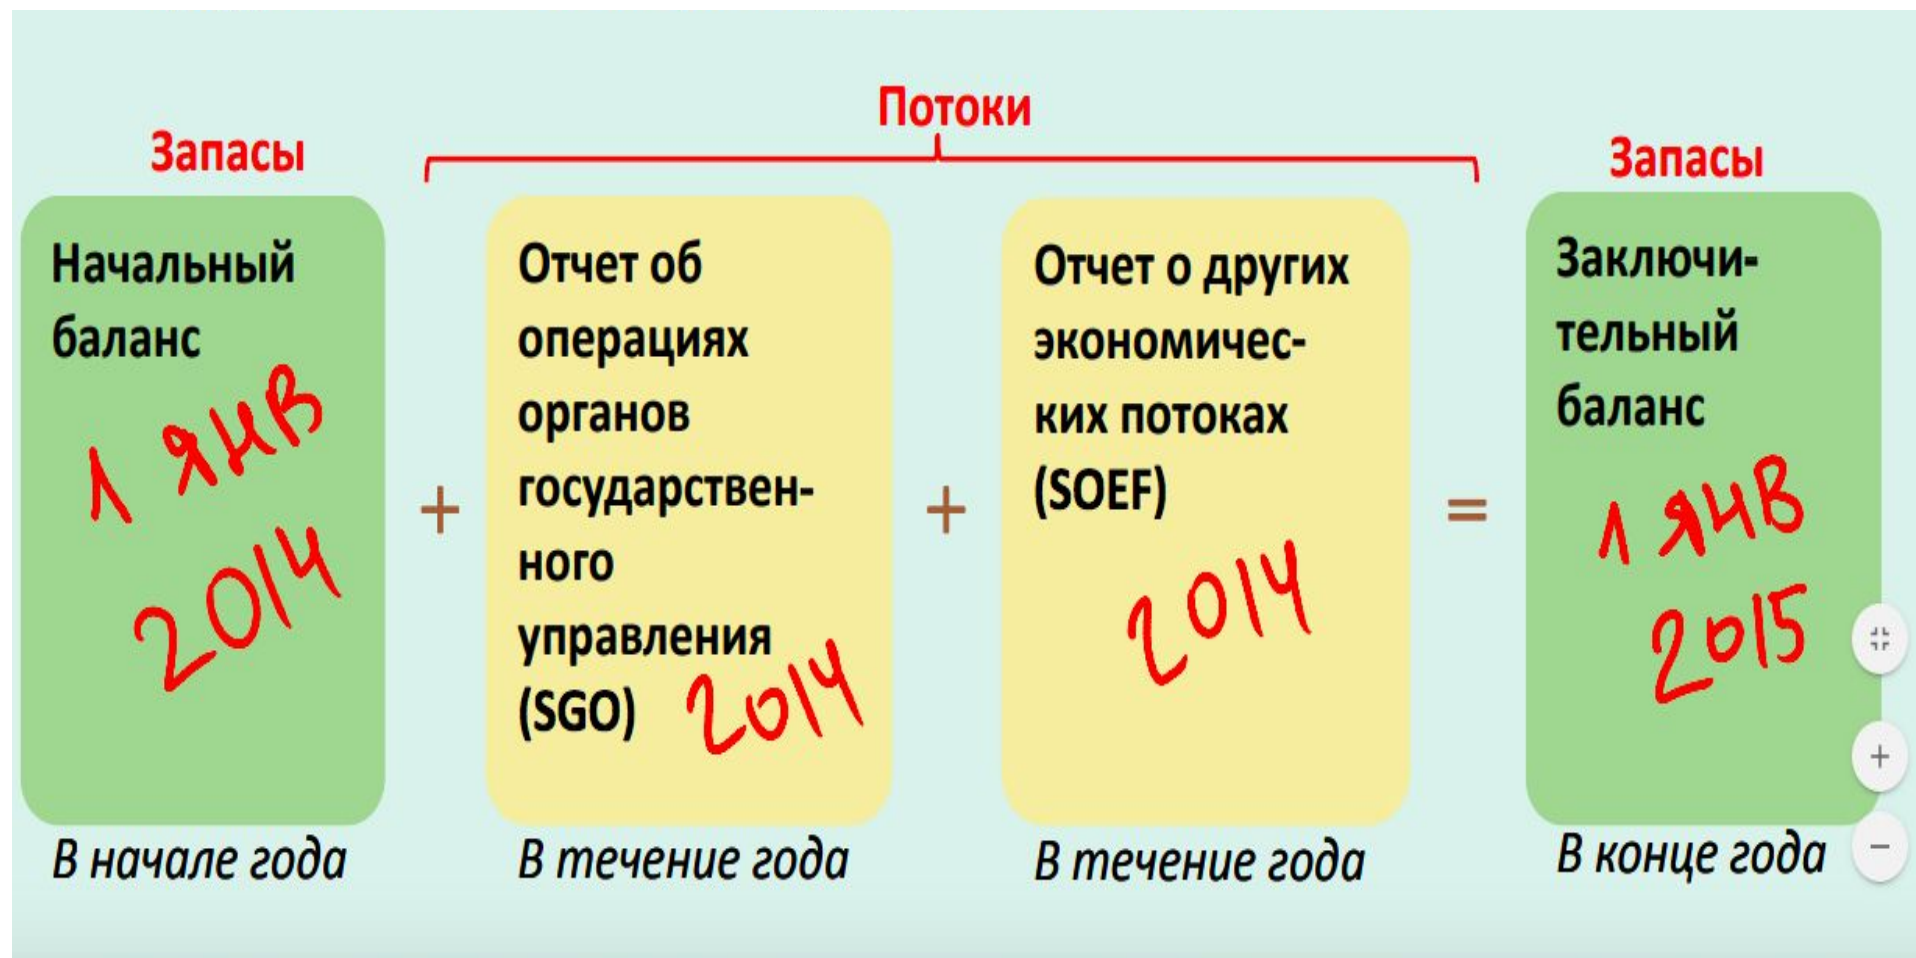 Потоки
Запасы
Запасы
Начальный
баланс
1 ЯНВ
2014
+
Отчет об
операциях
органов
государствен-
ного
управления
(SGO)
2014
+
Отчет о других
экономичес-
ких потоках
(SOEF)
2014
=
Заключи-
тельный
баланс
1 ЯНВ
2015
В начале года
В течение года
В течение года
В конце года